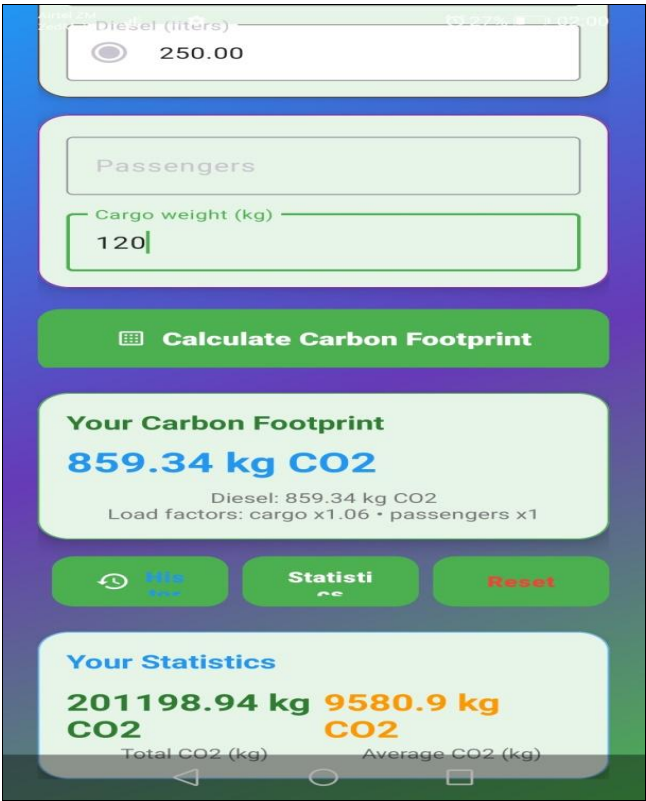 Diesel (liters)
250.00
Passengers
Cargo weight (kg)
120
Calculate Carbon Footprint
Your Carbon Footprint
859.34 kg CO2
Diesel: 859.34 kg CO2
Load factors: cargo x1.06 • passengers x1
His
Statisti
cs
Reset
Your Statistics
201198.94 kg
CO2
9580.9 kg
CO2
Total CO2 (kg)
Average CO2 (kg)